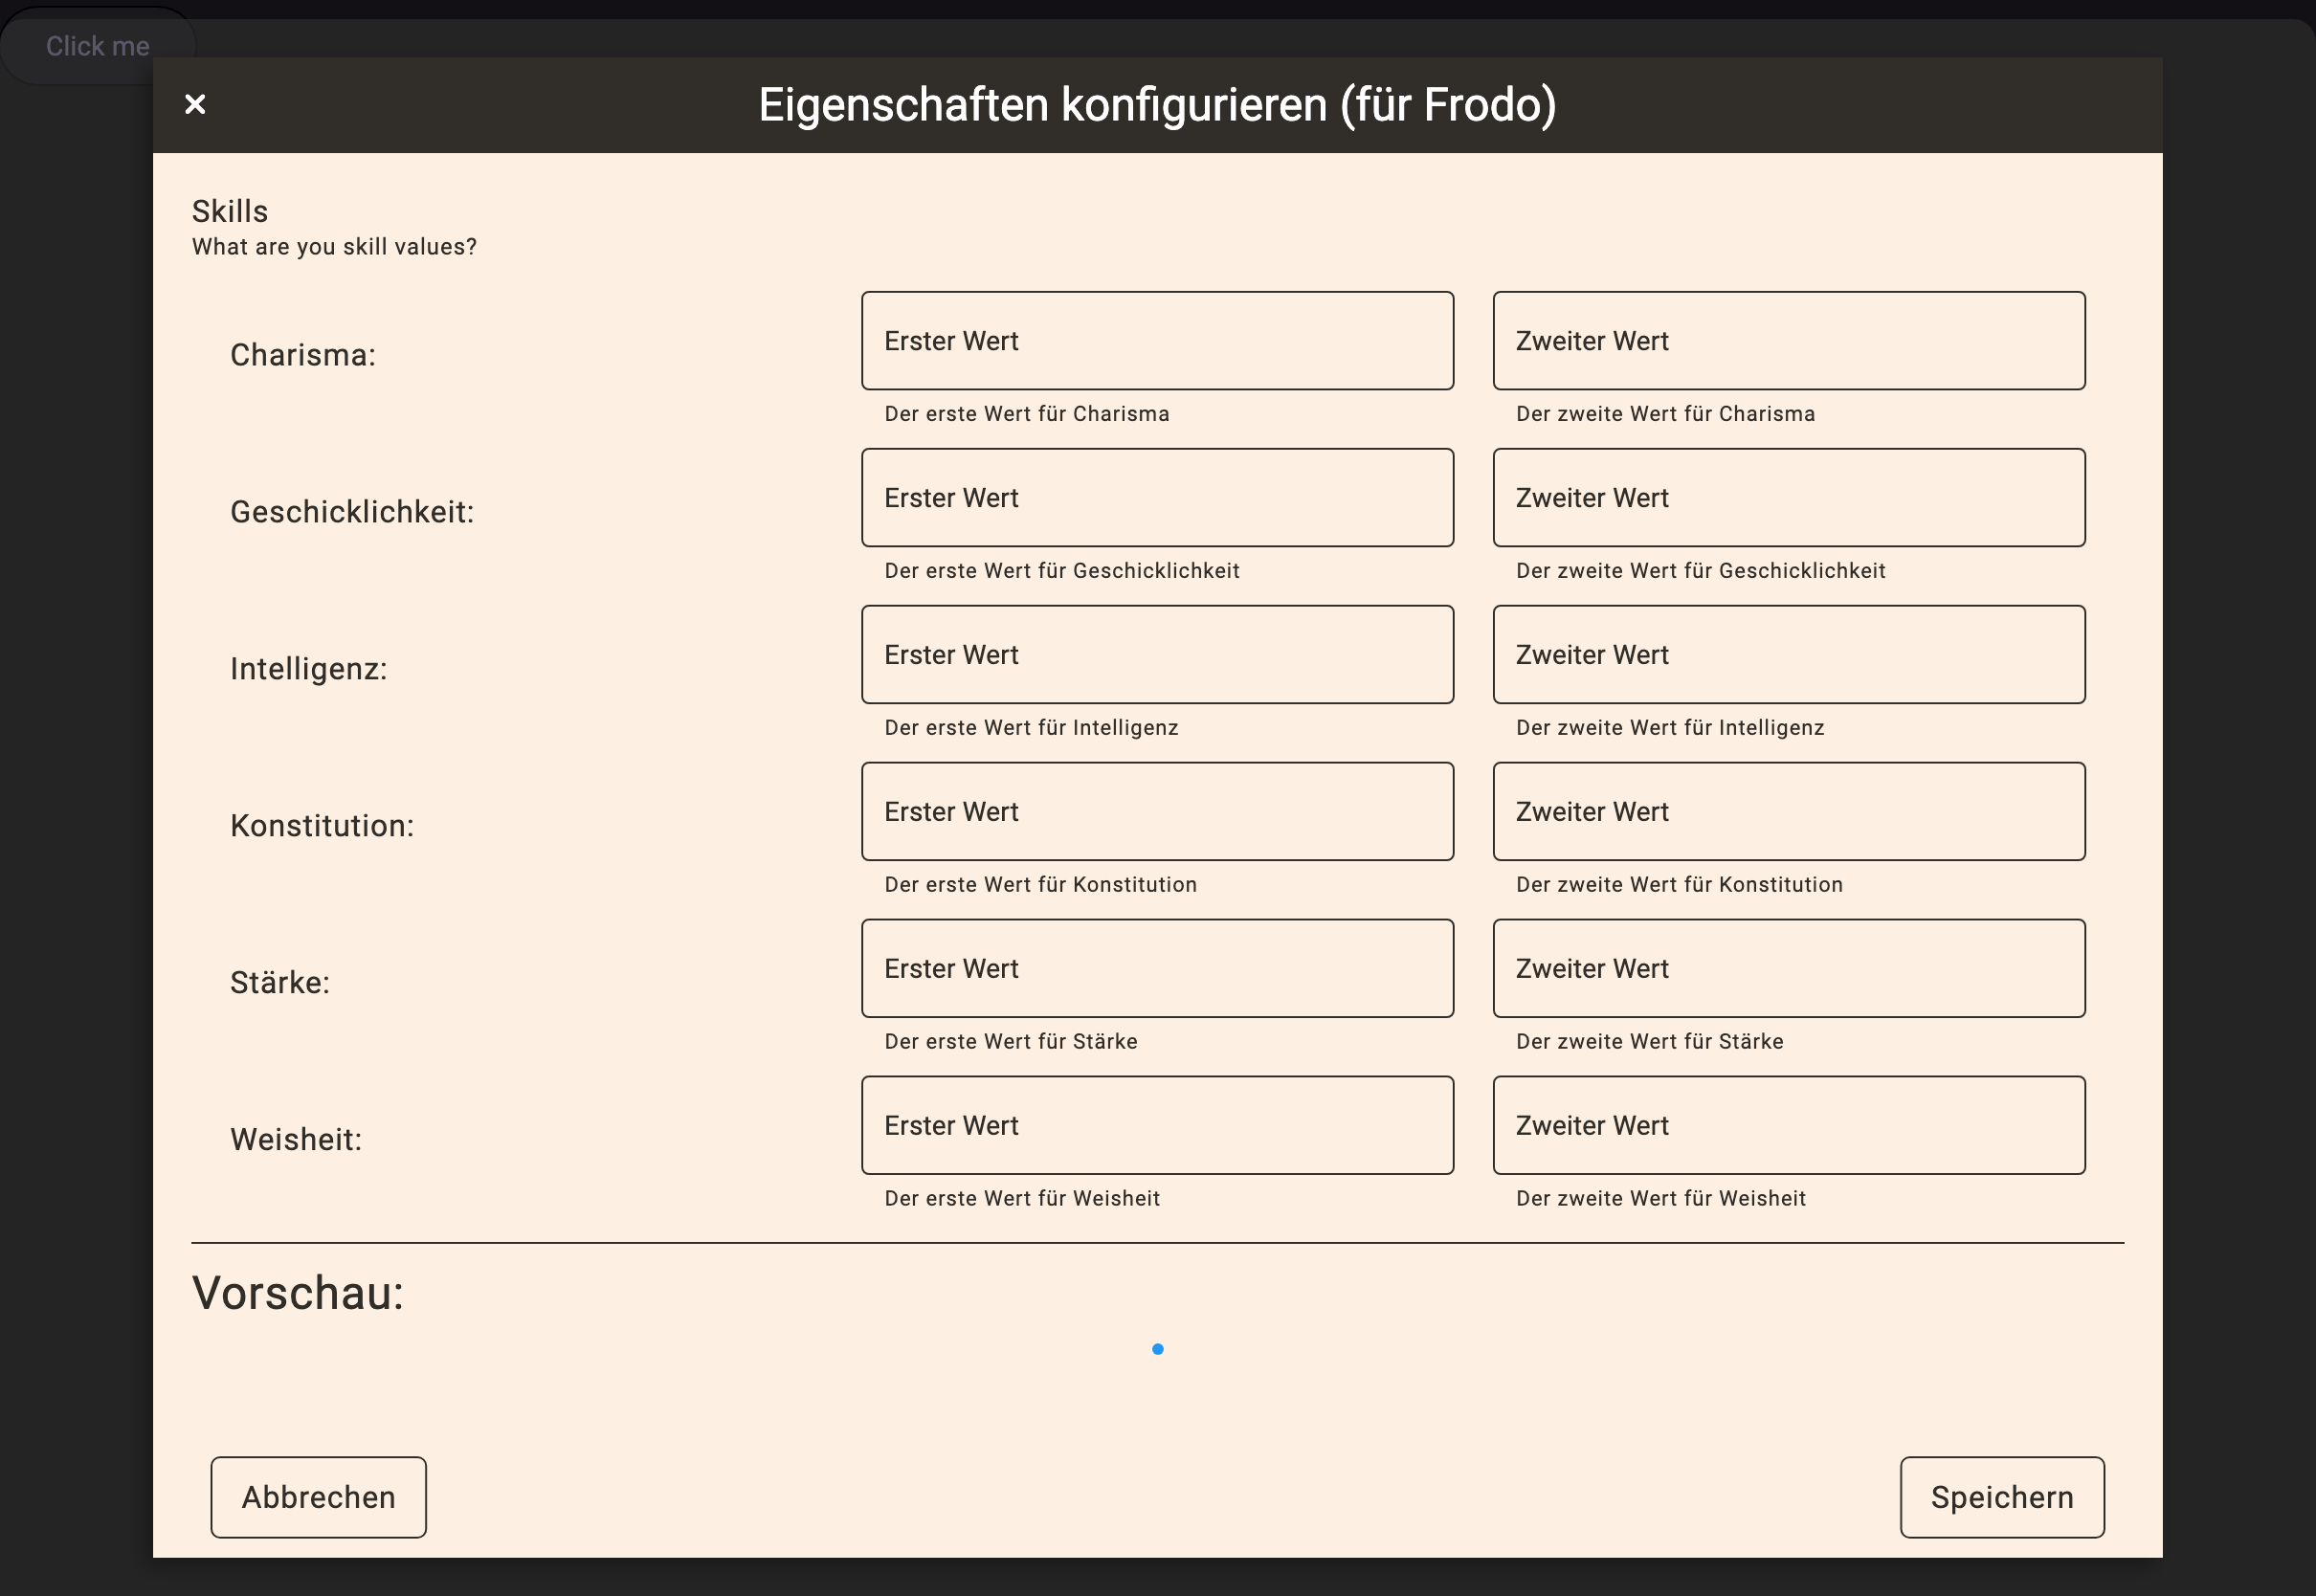 Click me
Eigenschaften konfigurieren (für Frodo)
Skills
What are you skill values?
Charisma:
Erster Wert
Zweiter Wert
Der erste Wert für Charisma
Der zweite Wert für Charisma
Geschicklichkeit:
Erster Wert
Zweiter Wert
Der erste Wert für Geschicklichkeit
Der zweite Wert für Geschicklichkeit
Intelligenz:
Erster Wert
Zweiter Wert
Der erste Wert für Intelligenz
Der zweite Wert für Intelligenz
Konstitution:
Erster Wert
Zweiter Wert
Der erste Wert für Konstitution
Der zweite Wert für Konstitution
Stärke:
Erster Wert
Zweiter Wert
Der erste Wert für Stärke
Der zweite Wert für Stärke
Weisheit:
Erster Wert
Zweiter Wert
Der erste Wert für Weisheit
Der zweite Wert für Weisheit
Vorschau:
Abbrechen
Speichern